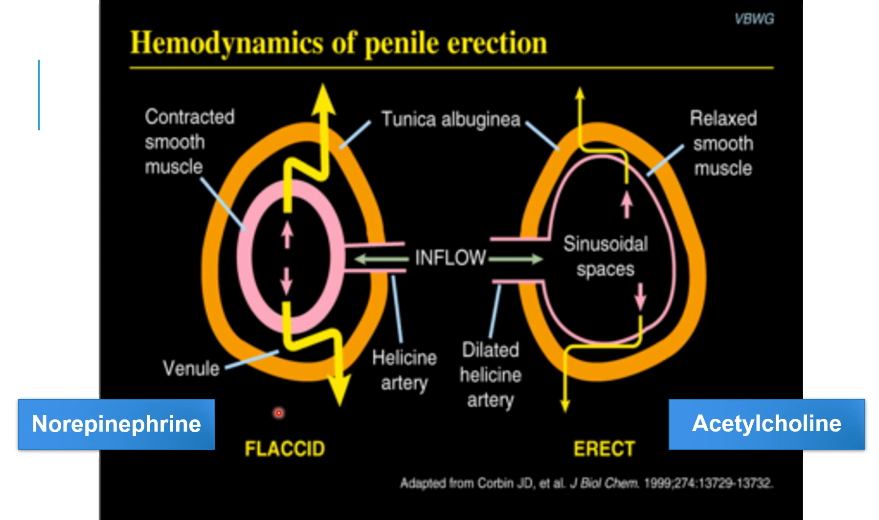 VBWG
Hemodynamics of penile erection
Contracted
smooth
muscle
Tunica albuginea
Relaxed
smooth
muscle
INFLOW
Sinusoidal
spaces
Venule
Helicine
artery
Dilated
helicine
artery
Norepinephrine
Acetylcholine
FLACCID
ERECT
Adapted from Corbin JD, et al. J Biol Chem. 1999;274:13729-13732.